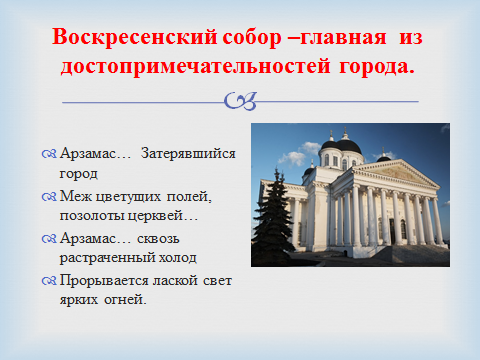 Воскресенский собор –главная из
достопримечательностей города.
Арзамас… Затерявшийся
город
Меж цветущих полей,
позолоты церквей…
Арзамас… сквозь
растраченный холод
Прорывается лаской свет
ярких огней.